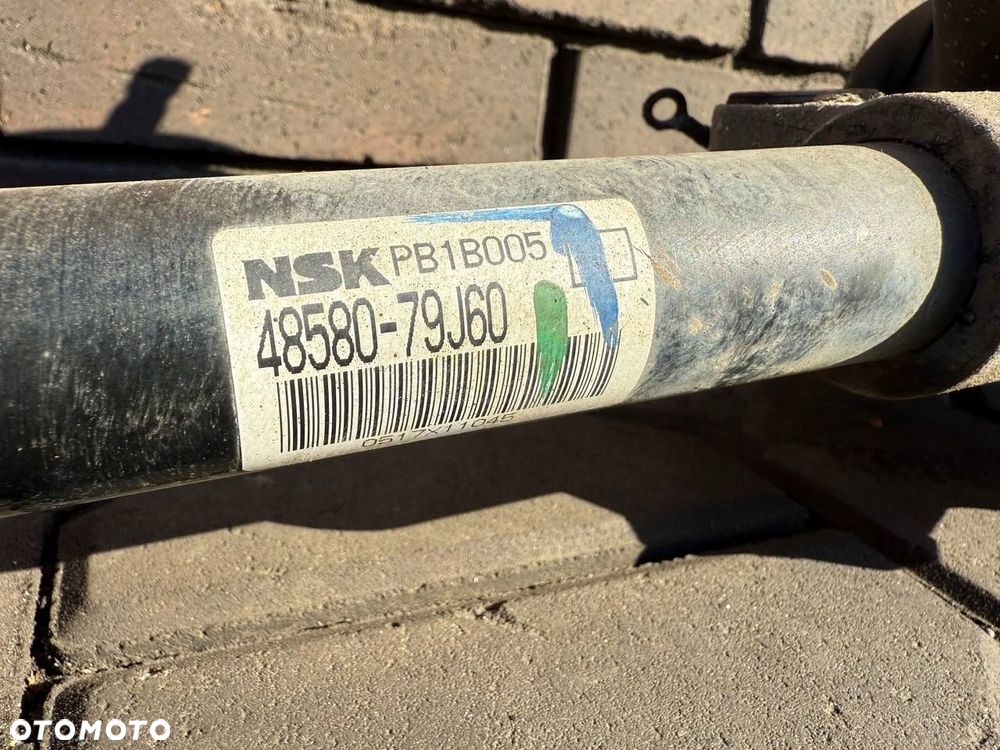 NSK PB1B005
48580-79J60
0517X11045
OTOMOTO